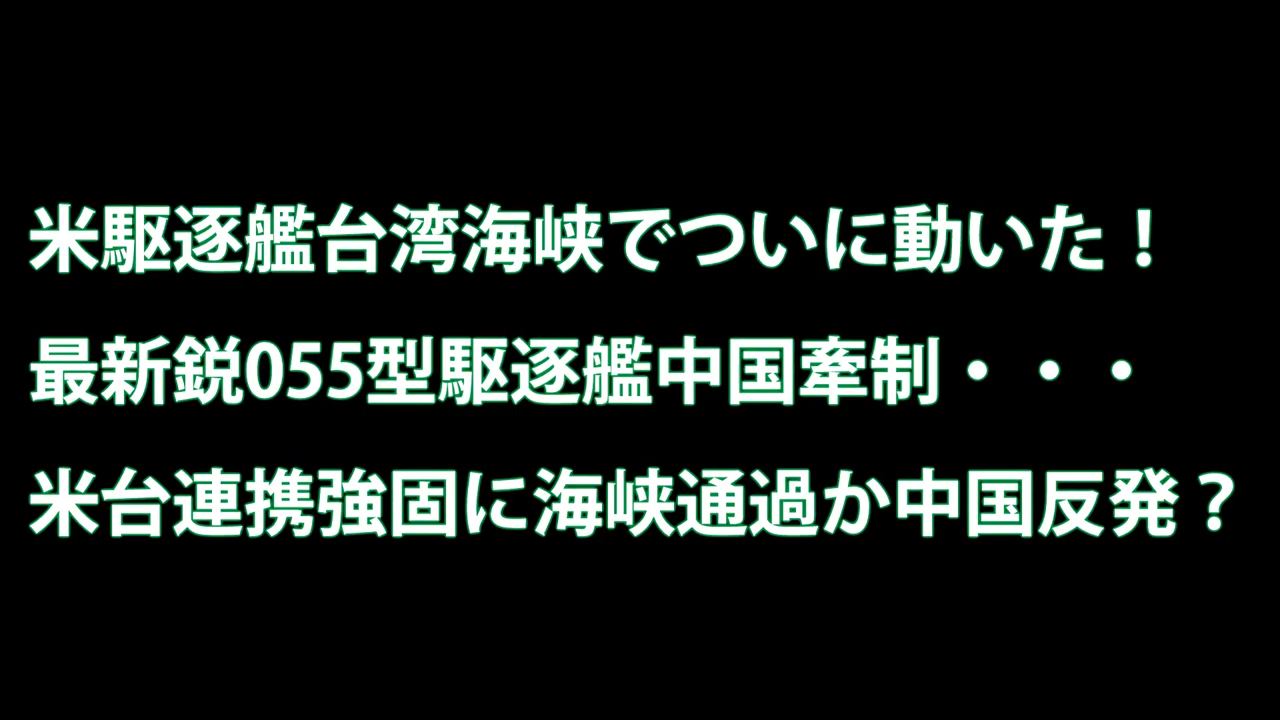 米駆逐艦台湾海峡でついに動いた！
最新鋭055型駆逐艦中国牽制・・・
米台連携強固に海峡通過か中国反発？